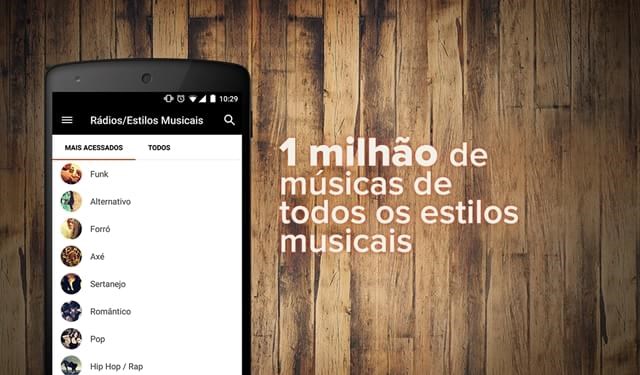 10:29
Rádios/Estilos Musicais
MAIS ACESSADOS TODOS
Funk
Alternativo
Forró
Axé
Sertanejo
Romântico
Pop
Hip Hop / Rap
1 milhão de
músicas de
todos os estilos
musicais